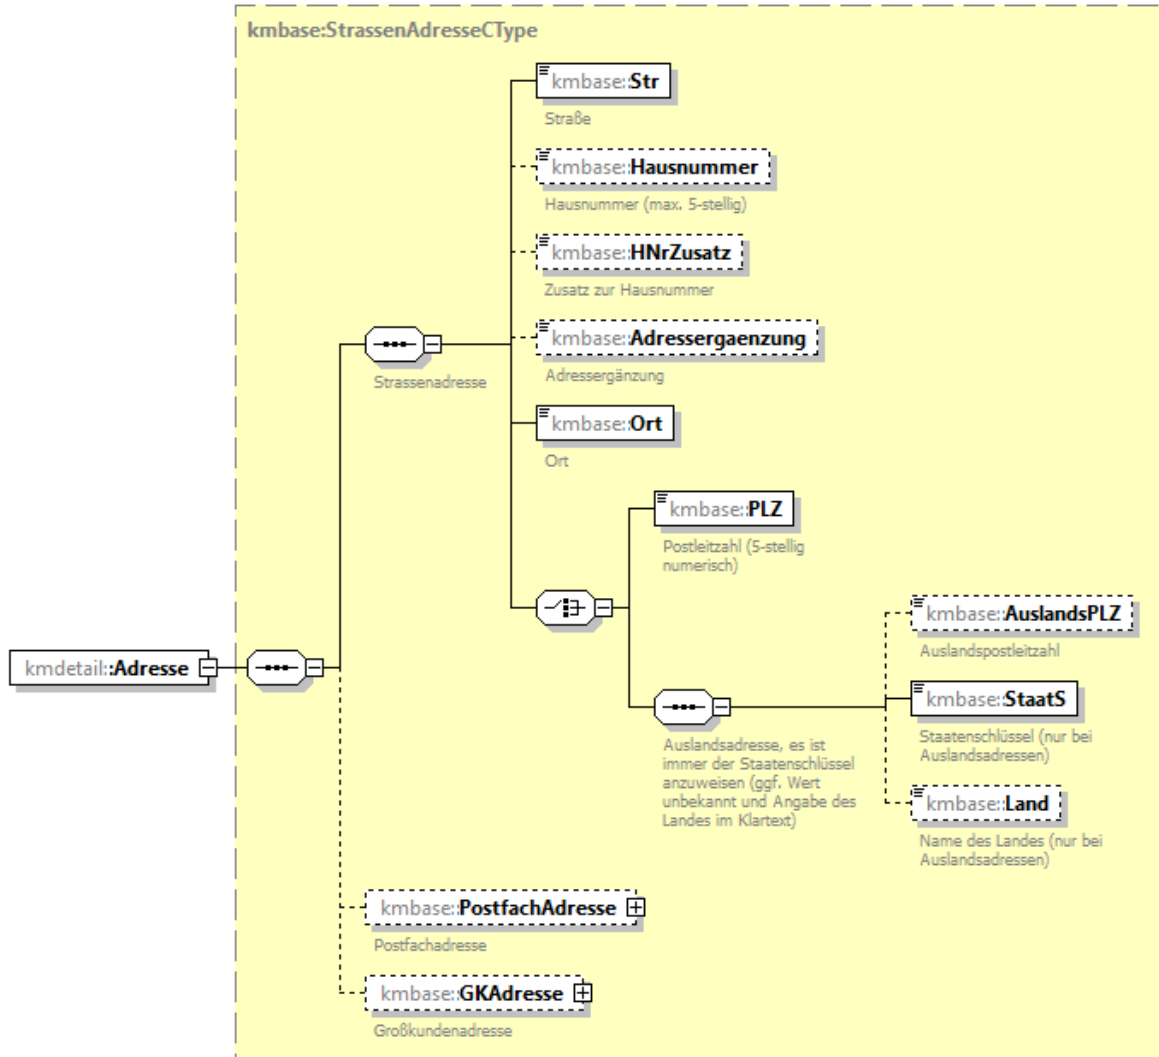 kmbase:StrassenAdresseCType
kmbase::Str
Straße
kmbase::Hausnummer
Hausnummer (max. 5-stellig)
kmbase::HNrZusatz
Zusatz zur Hausnummer
kmbase::Adressergaenzung
Adressergänzung
Strassenadresse
kmbase::Ort
Ort
kmbase::PLZ
Postleitzahl (5-stellig
numerisch)
kmbase::AuslandsPLZ
Auslandspostleitzahl
kmdetail::Adresse
kmbase::StaatS
Staatenschlüssel (nur bei
Auslandsadressen)
Auslandsadresse, es ist
immer der Staatenschlüssel
anzuweisen (ggf. Wert
unbekannt und Angabe des
Landes im Klartext)
kmbase::Land
Name des Landes (nur bei
Auslandsadressen)
kmbase::PostfachAdresse
Postfachadresse
kmbase::GKAdresse
Großkundenadresse